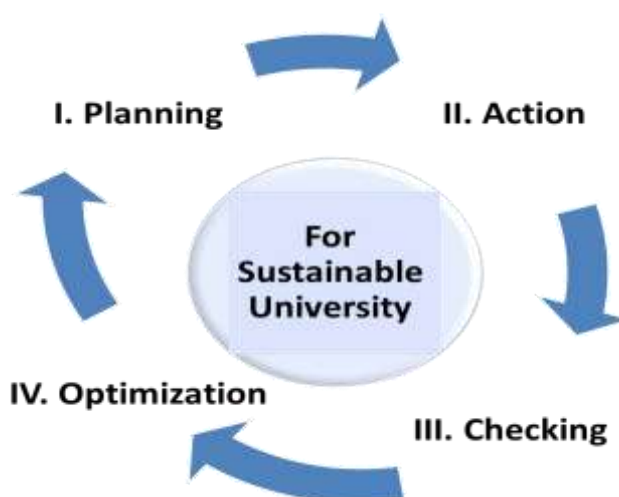 I. Planning
II. Action
For
Sustainable
University
IV. Optimization
III. Checking